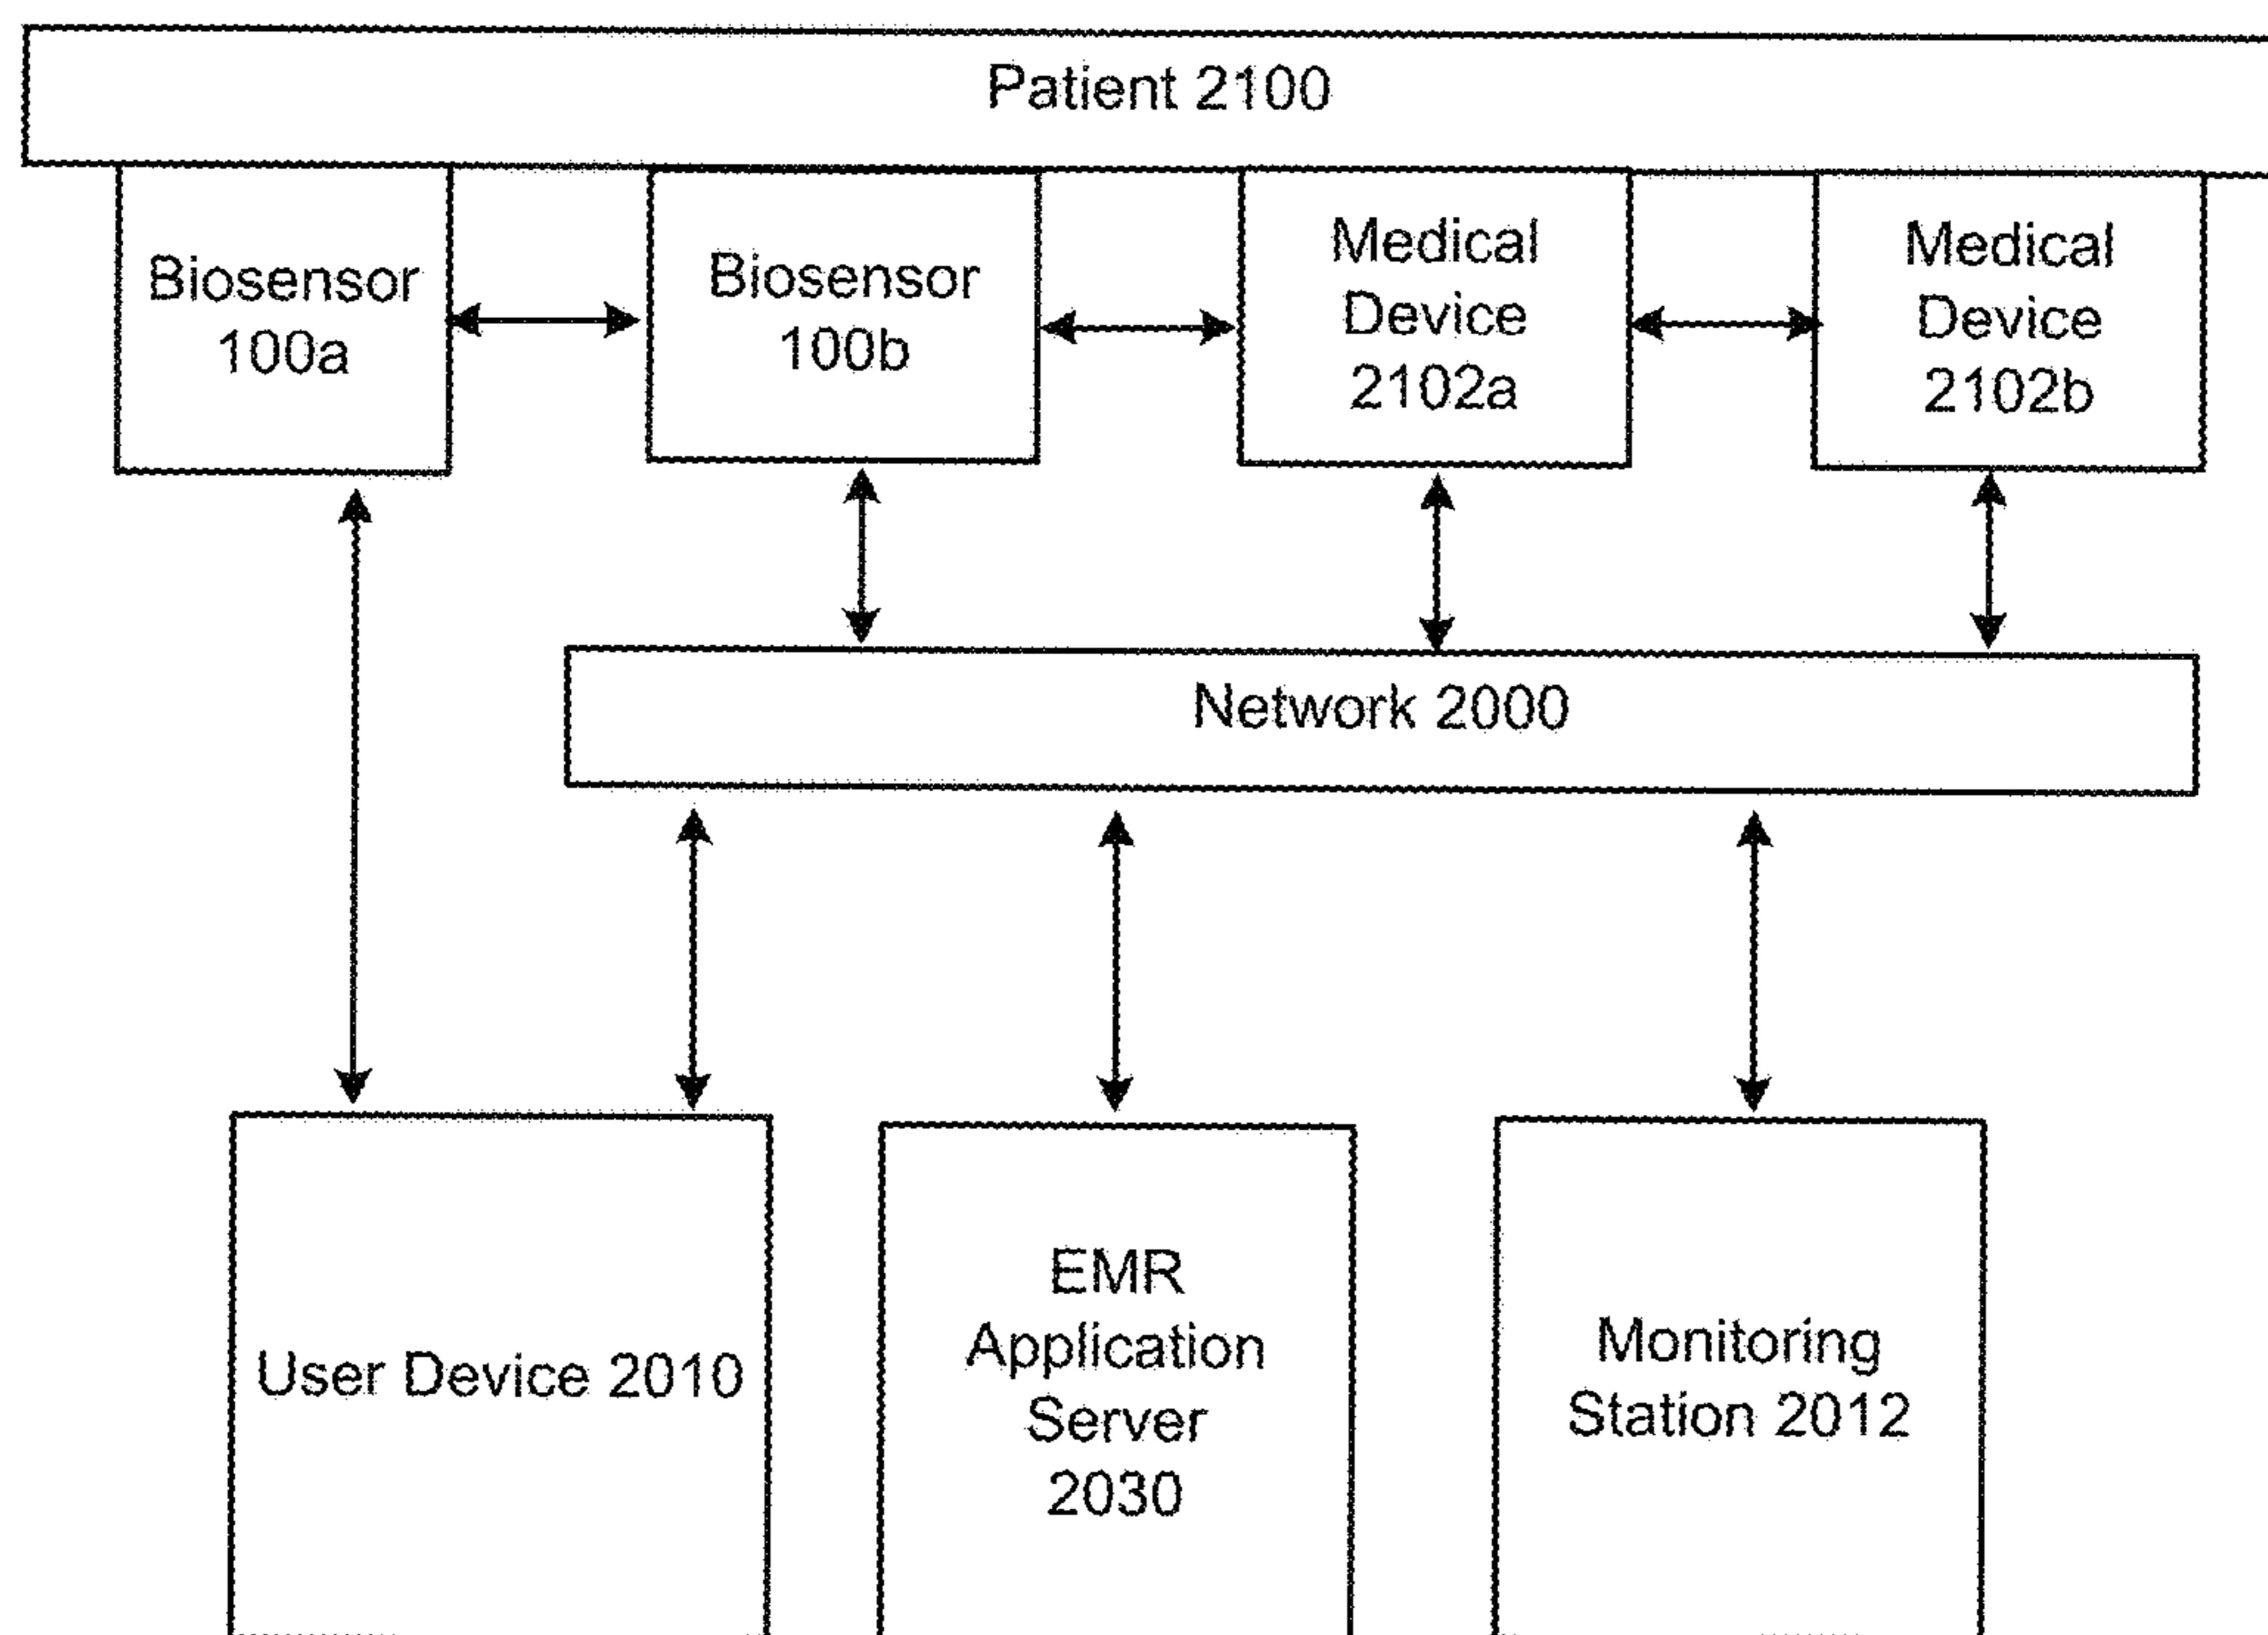 Patient 2100
Biosensor
100a
Biosensor
100b
Medical
Device
2102a
Medical
Device
2102b
Network 2000
User Device 2010
EMR
Application
Server
2030
Monitoring
Station 2012